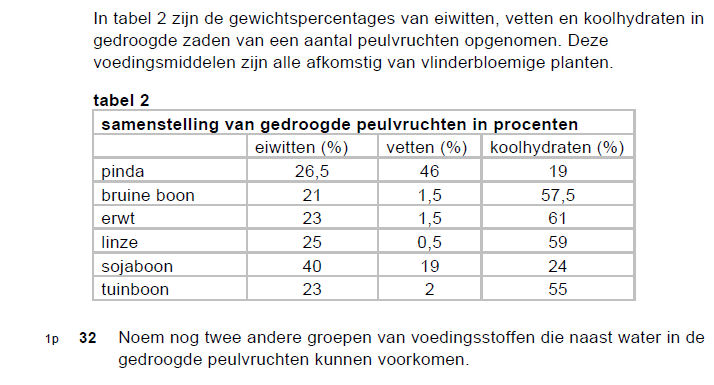 In tabel 2 zijn de gewichtspercentages van eiwitten, vetten en koolhydraten in
gedroogde zaden van een aantal peulvruchten opgenomen. Deze
voedingsmiddelen zijn alle afkomstig van vlinderbloemige planten.
tabel 2
samenstelling van gedroogde peulvruchten in procenten
eiwitten (%) vetten (%) koolhydraten (%)
pinda 26,5 46 19
bruine boon 21 1,5 57,5
erwt 23 1,5 61
linze 25 0,5 59
sojaboon 40 19 24
tuinboon 23 2 55
1p 32 Noem nog twee andere groepen van voedingsstoffen die naast water in de
gedroogde peulvruchten kunnen voorkomen.